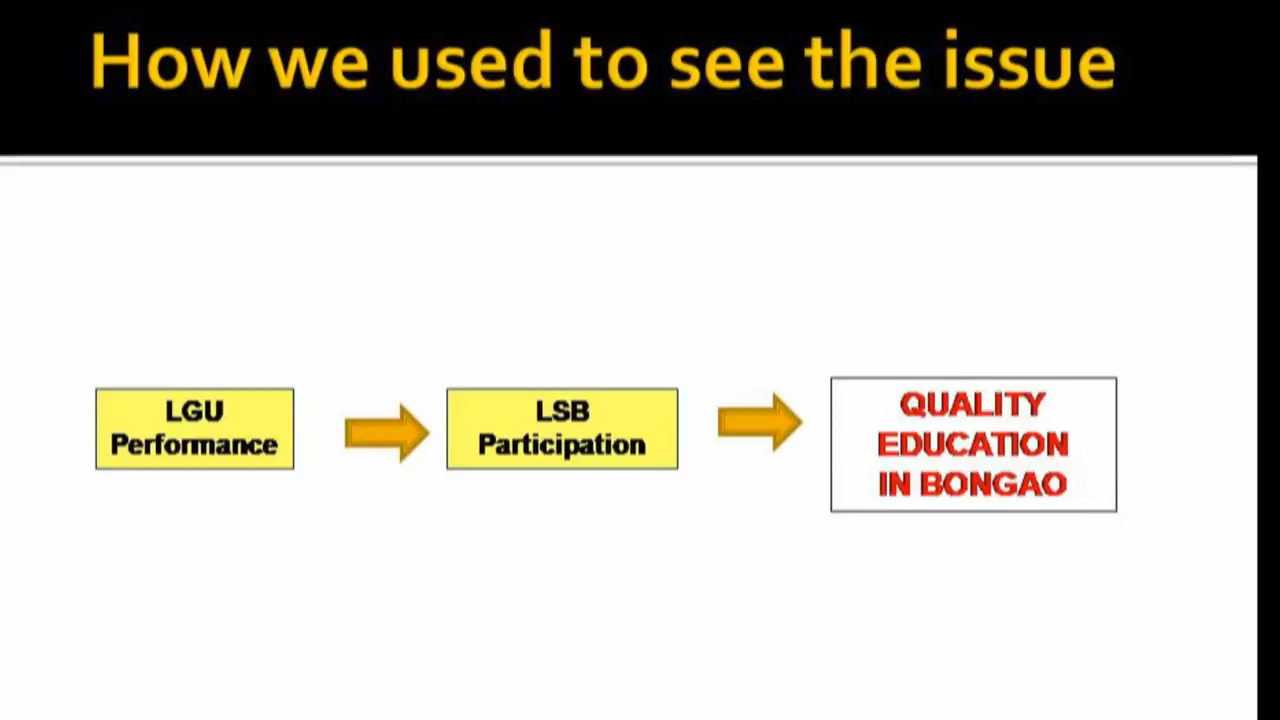 How we used to see the issue
LGU
Performance
LSB
Participation
QUALITY
EDUCATION
IN BONGAO